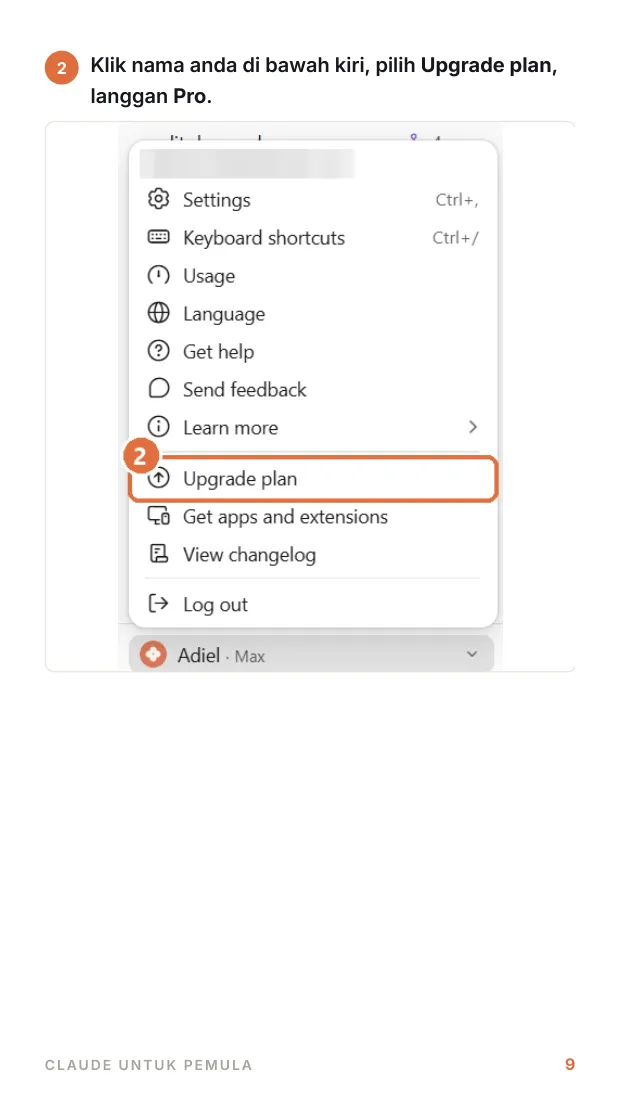 2
Klik nama anda di bawah kiri, pilih Upgrade plan,
langgan Pro.
Settings Ctrl+,
Keyboard shortcuts Ctrl+/
Usage
Language
Get help
Send feedback
Learn more
2
Upgrade plan
Get apps and extensions
View changelog
Log out
Adiel · Max
CLAUDE UNTUK PEMULA 9